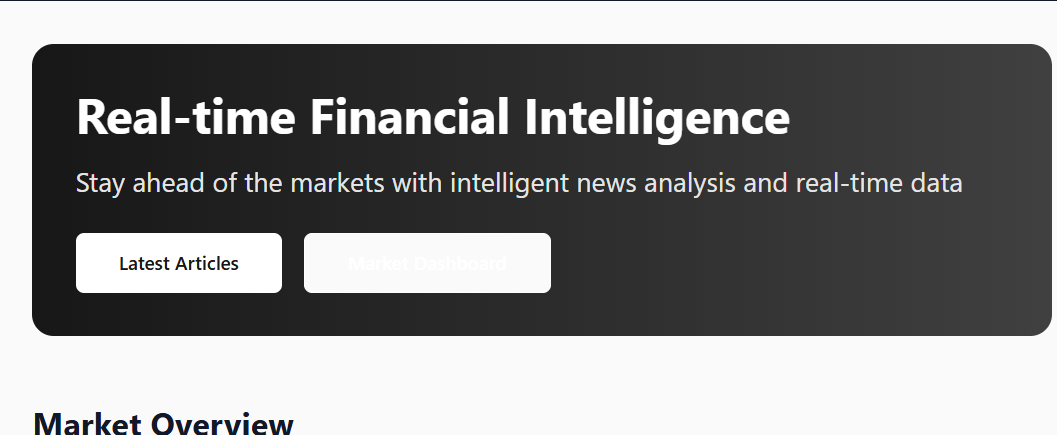 Real-time Financial Intelligence
Stay ahead of the markets with intelligent news analysis and real-time data
Latest Articles
Market Dashboard
Market Overview